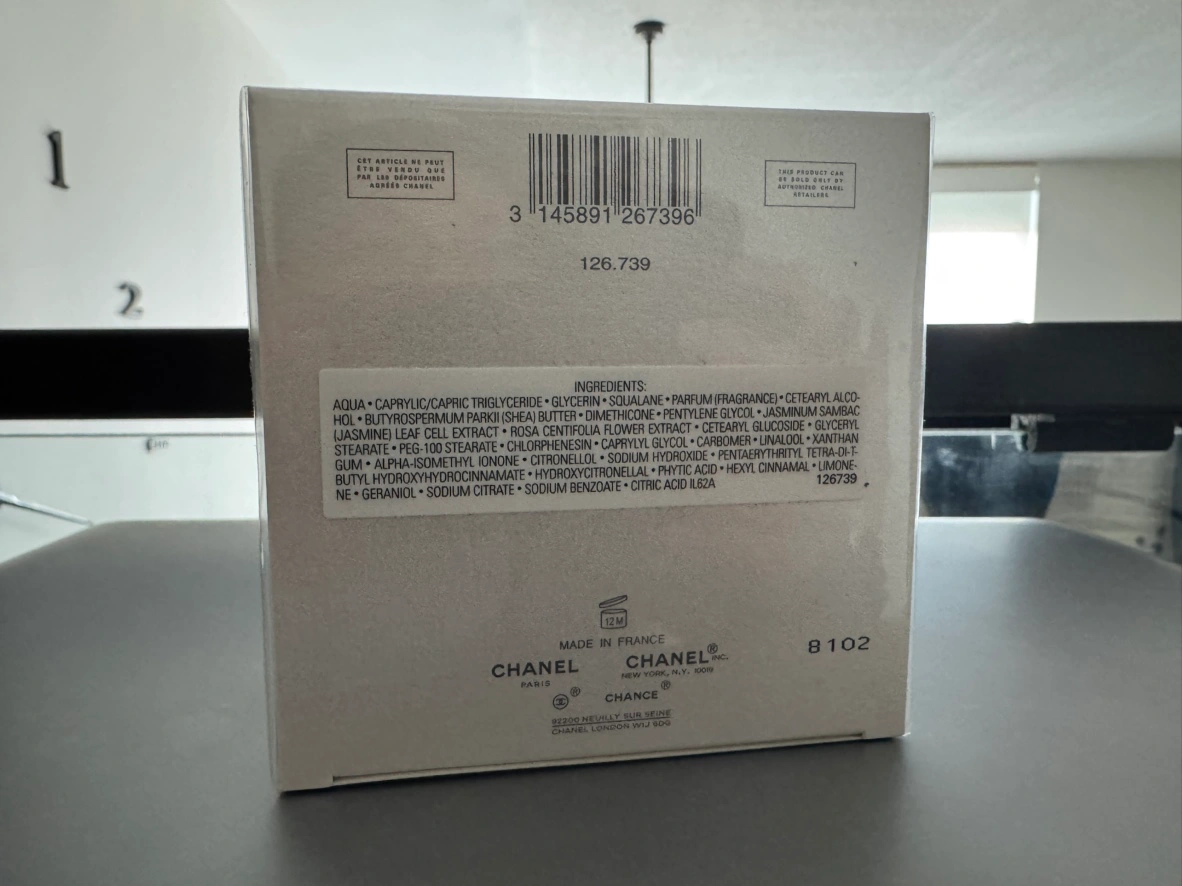 1
2
CET ARTICLE NE PEUT
ÊTRE VENDU QUE
PAR LES DÉPOSITAIRES
AGRÉÉS CHANEL
3 145891 267396
THIS PRODUCT CAN
BE SOLD ONLY BY
AUTHORIZED CHANEL
RETAILERS.
126.739
INGREDIENTS:
AQUA • CAPRYLIC/CAPRIC TRIGLYCERIDE • GLYCERIN • SQUALANE • PARFUM (FRAGRANCE) • CETEARYL ALCO-
HOL • BUTYROSPERMUM PARKII (SHEA) BUTTER • DIMETHICONE • PENTYLENE GLYCOL • JASMINUM SAMBAC
(JASMINE) LEAF CELL EXTRACT • ROSA CENTIFOLIA FLOWER EXTRACT • CETEARYL GLUCOSIDE • GLYCERYL
STEARATE • PEG-100 STEARATE • CHLORPHENESIN • CAPRYLYL GLYCOL • CARBOMER • LINALOOL • XANTHAN
GUM • ALPHA-ISOMETHYL IONONE • CITRONELLOL • SODIUM HYDROXIDE • PENTAERYTHRITYL TETRA-DI-T-
BUTYL HYDROXYHYDROCINNAMATE • HYDROXYCITRONELLAL • PHYTIC ACID • HEXYL CINNAMAL • LIMONE-
NE • GERANIOL • SODIUM CITRATE • SODIUM BENZOATE • CITRIC ACID IL62A
126739
12M
MADE IN FRANCE
8102
CHANEL
PARIS
CHANEL® INC.
NEW YORK, N.Y. 10019
®
CHANCE®
92200 NEUILLY SUR SEINE
CHANEL LONDON W1J 6DG